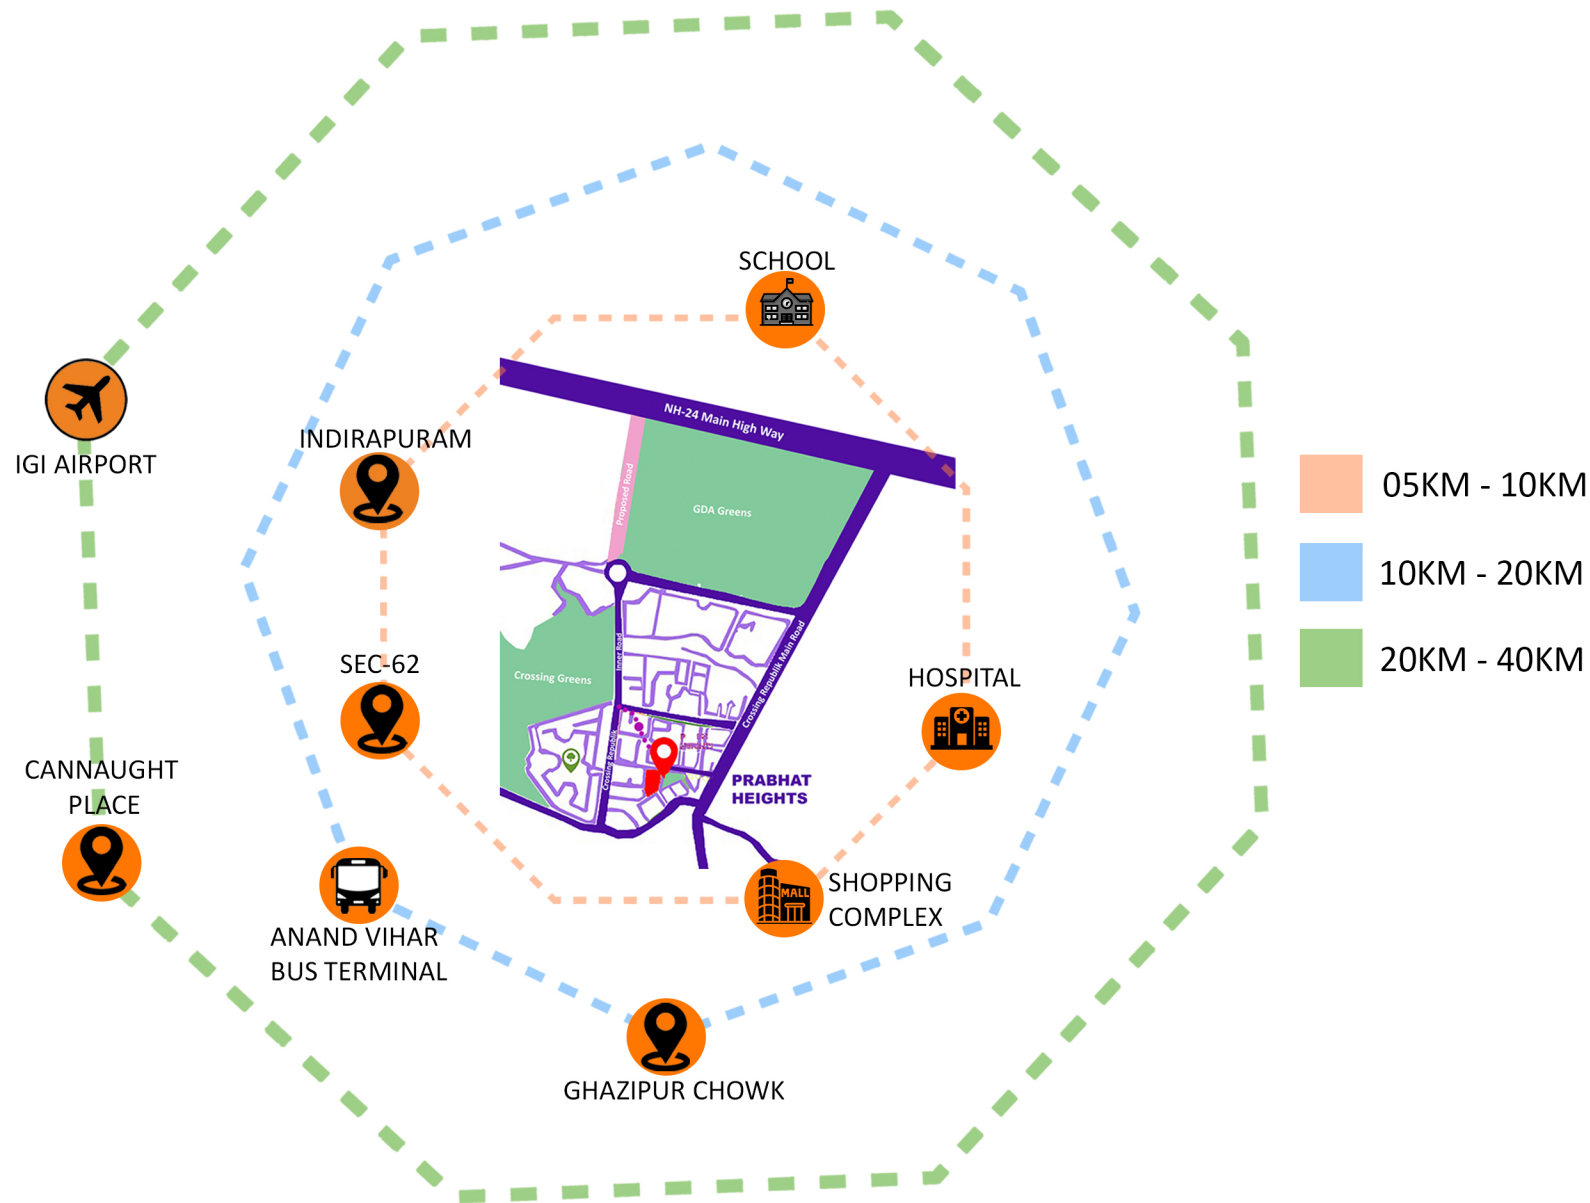 SCHOOL
NH-24 Main High Way
INDIRAPURAM
IGI AIRPORT
Proposed Road
GDA Greens
05KM - 10KM
10KM - 20KM
20KM - 40KM
Inner Road
Crossing Republik Main Road
SEC-62
Crossing Greens
HOSPITAL
Crossing Republik
CANNAUGHT
PLACE
PRABHAT
HEIGHTS
MALL
SHOPPING
COMPLEX
ANAND VIHAR
BUS TERMINAL
GHAZIPUR CHOWK